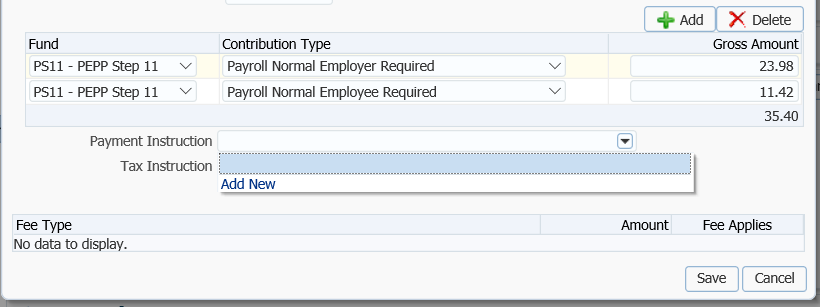 Add Delete
Fund Contribution Type Gross Amount
PS11 - PEPP Step 11 Payroll Normal Employer Required 23.98
PS11 - PEPP Step 11 Payroll Normal Employee Required 11.42
35.40
Payment Instruction
Tax Instruction
Add New
Fee Type Amount Fee Applies
No data to display.
Save Cancel